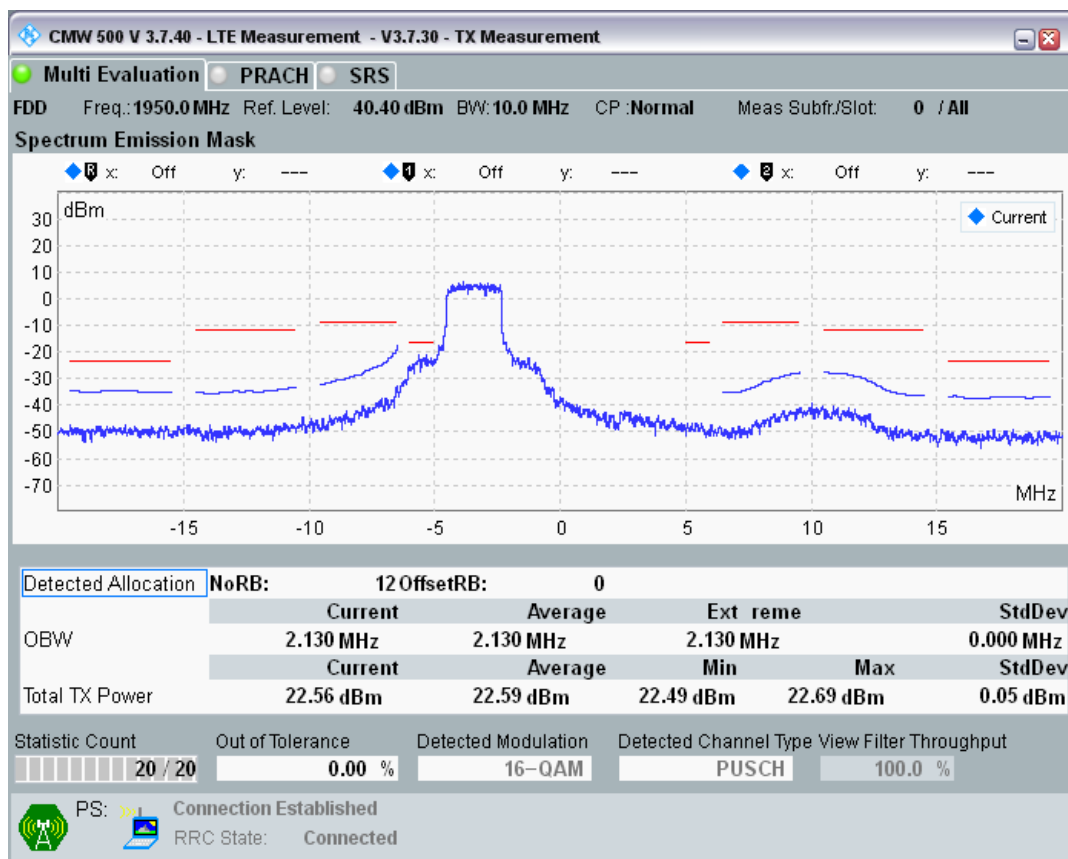 CMW 500 V 3.7.40 - LTE Measurement - V3.7.30 - TX Measurement
Multi Evaluation PRACH SRS
FDD Freq.: 1950.0 MHz Ref. Level: 40.40 dBm BW: 10.0 MHz CP :Normal Meas Subfr./Slot: 0 / All
Spectrum Emission Mask
R x: Off y: --- 1 x: Off y: --- 2 x: Off y: ---
dBm
Current
30
20
10
0
-10
-20
-30
-40
-50
-60
-70
MHz
-15 -10 -5 0 5 10 15
Detected Allocation NoRB: 12 OffsetRB: 0
Current Average Ext reme StdDev
OBW 2.130 MHz 2.130 MHz 2.130 MHz 0.000 MHz
Current Average Min Max StdDev
Total TX Power 22.56 dBm 22.59 dBm 22.49 dBm 22.69 dBm 0.05 dBm
Statistic Count Out of Tolerance Detected Modulation Detected Channel Type View Filter Throughput
20 / 20 0.00 % 16-QAM PUSCH 100.0 %
PS: Connection Established
RRC State: Connected